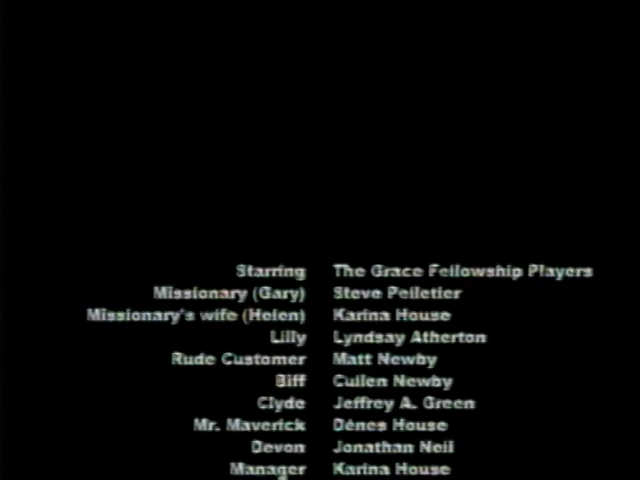 Starring The Grace Fellowship Players
Missionary (Gary) Steve Pelletier
Missionary's wife (Helen) Karina House
Lilly Lyndsay Atherton
Rude Customer Matt Newby
Biff Cullen Newby
Clyde Jeffrey A. Green
Mr. Maverick Dénes House
Devon Jonathan Neil
Manager Karina House